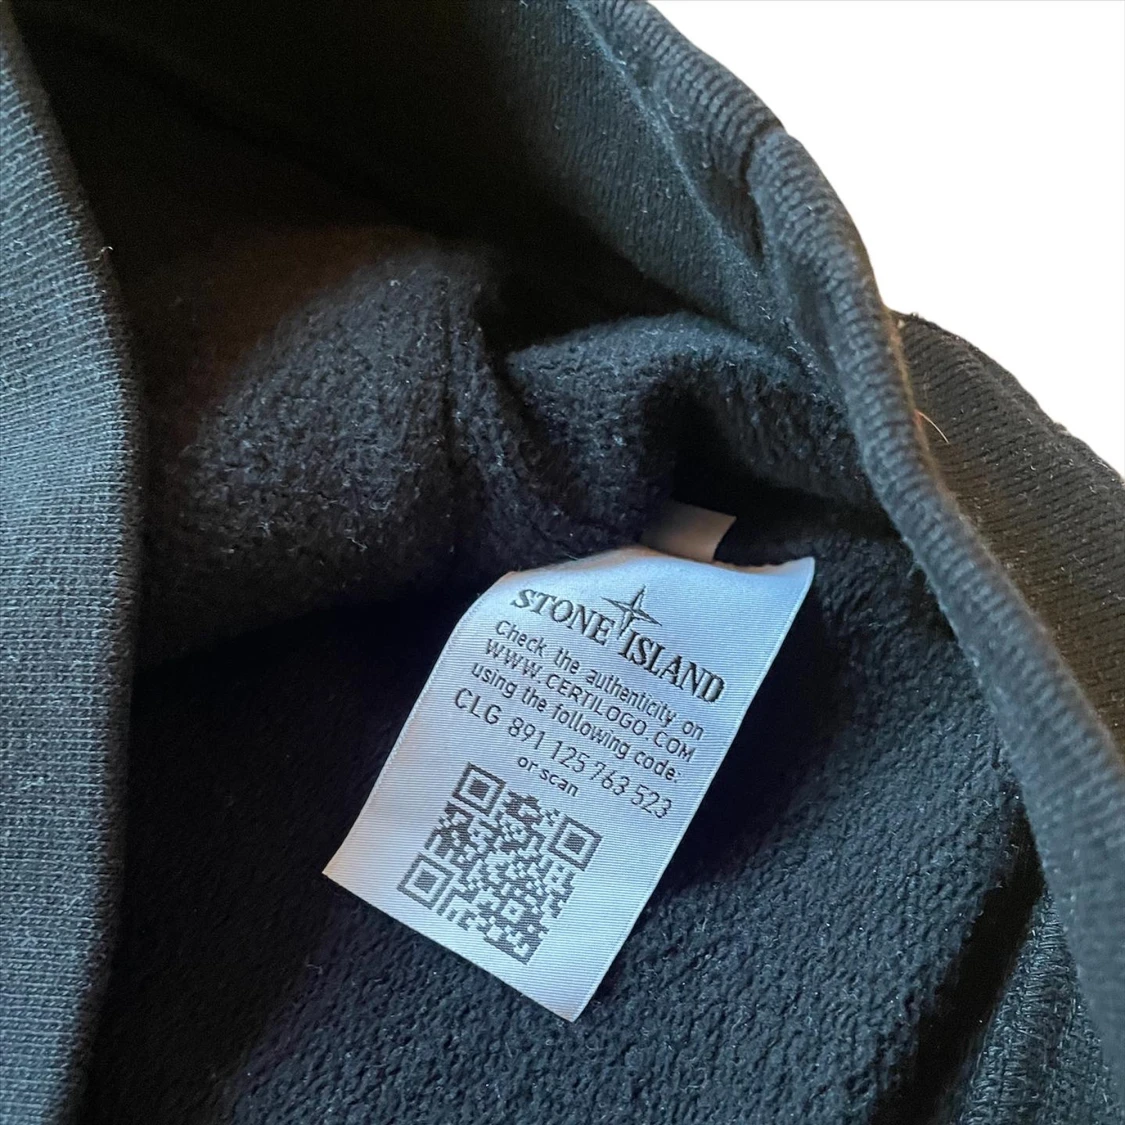 STONE ISLAND
Check the authenticity on
WWW.CERTILOGO.COM
using the following code:
CLG 891 125 763 523
or scan